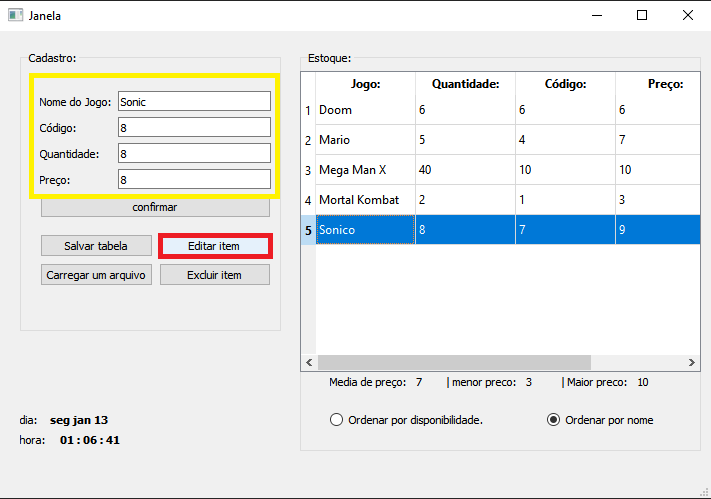 Janela
Cadastro:
Nome do Jogo: Sonic
Código: 8
Quantidade: 8
Preço: 8
confirmar
Salvar tabela Editar item
Carregar um arquivo Excluir item
dia: seg jan 13
hora: 01 : 06 : 41
Estoque:
Jogo: Quantidade: Código: Preço:
1 Doom 6 6 6
2 Mario 5 4 7
3 Mega Man X 40 10 10
4 Mortal Kombat 2 1 3
5 Sonico 8 7 9
Media de preço: 7 | menor preco: 3 | Maior preco: 10
Ordenar por disponibilidade. Ordenar por nome